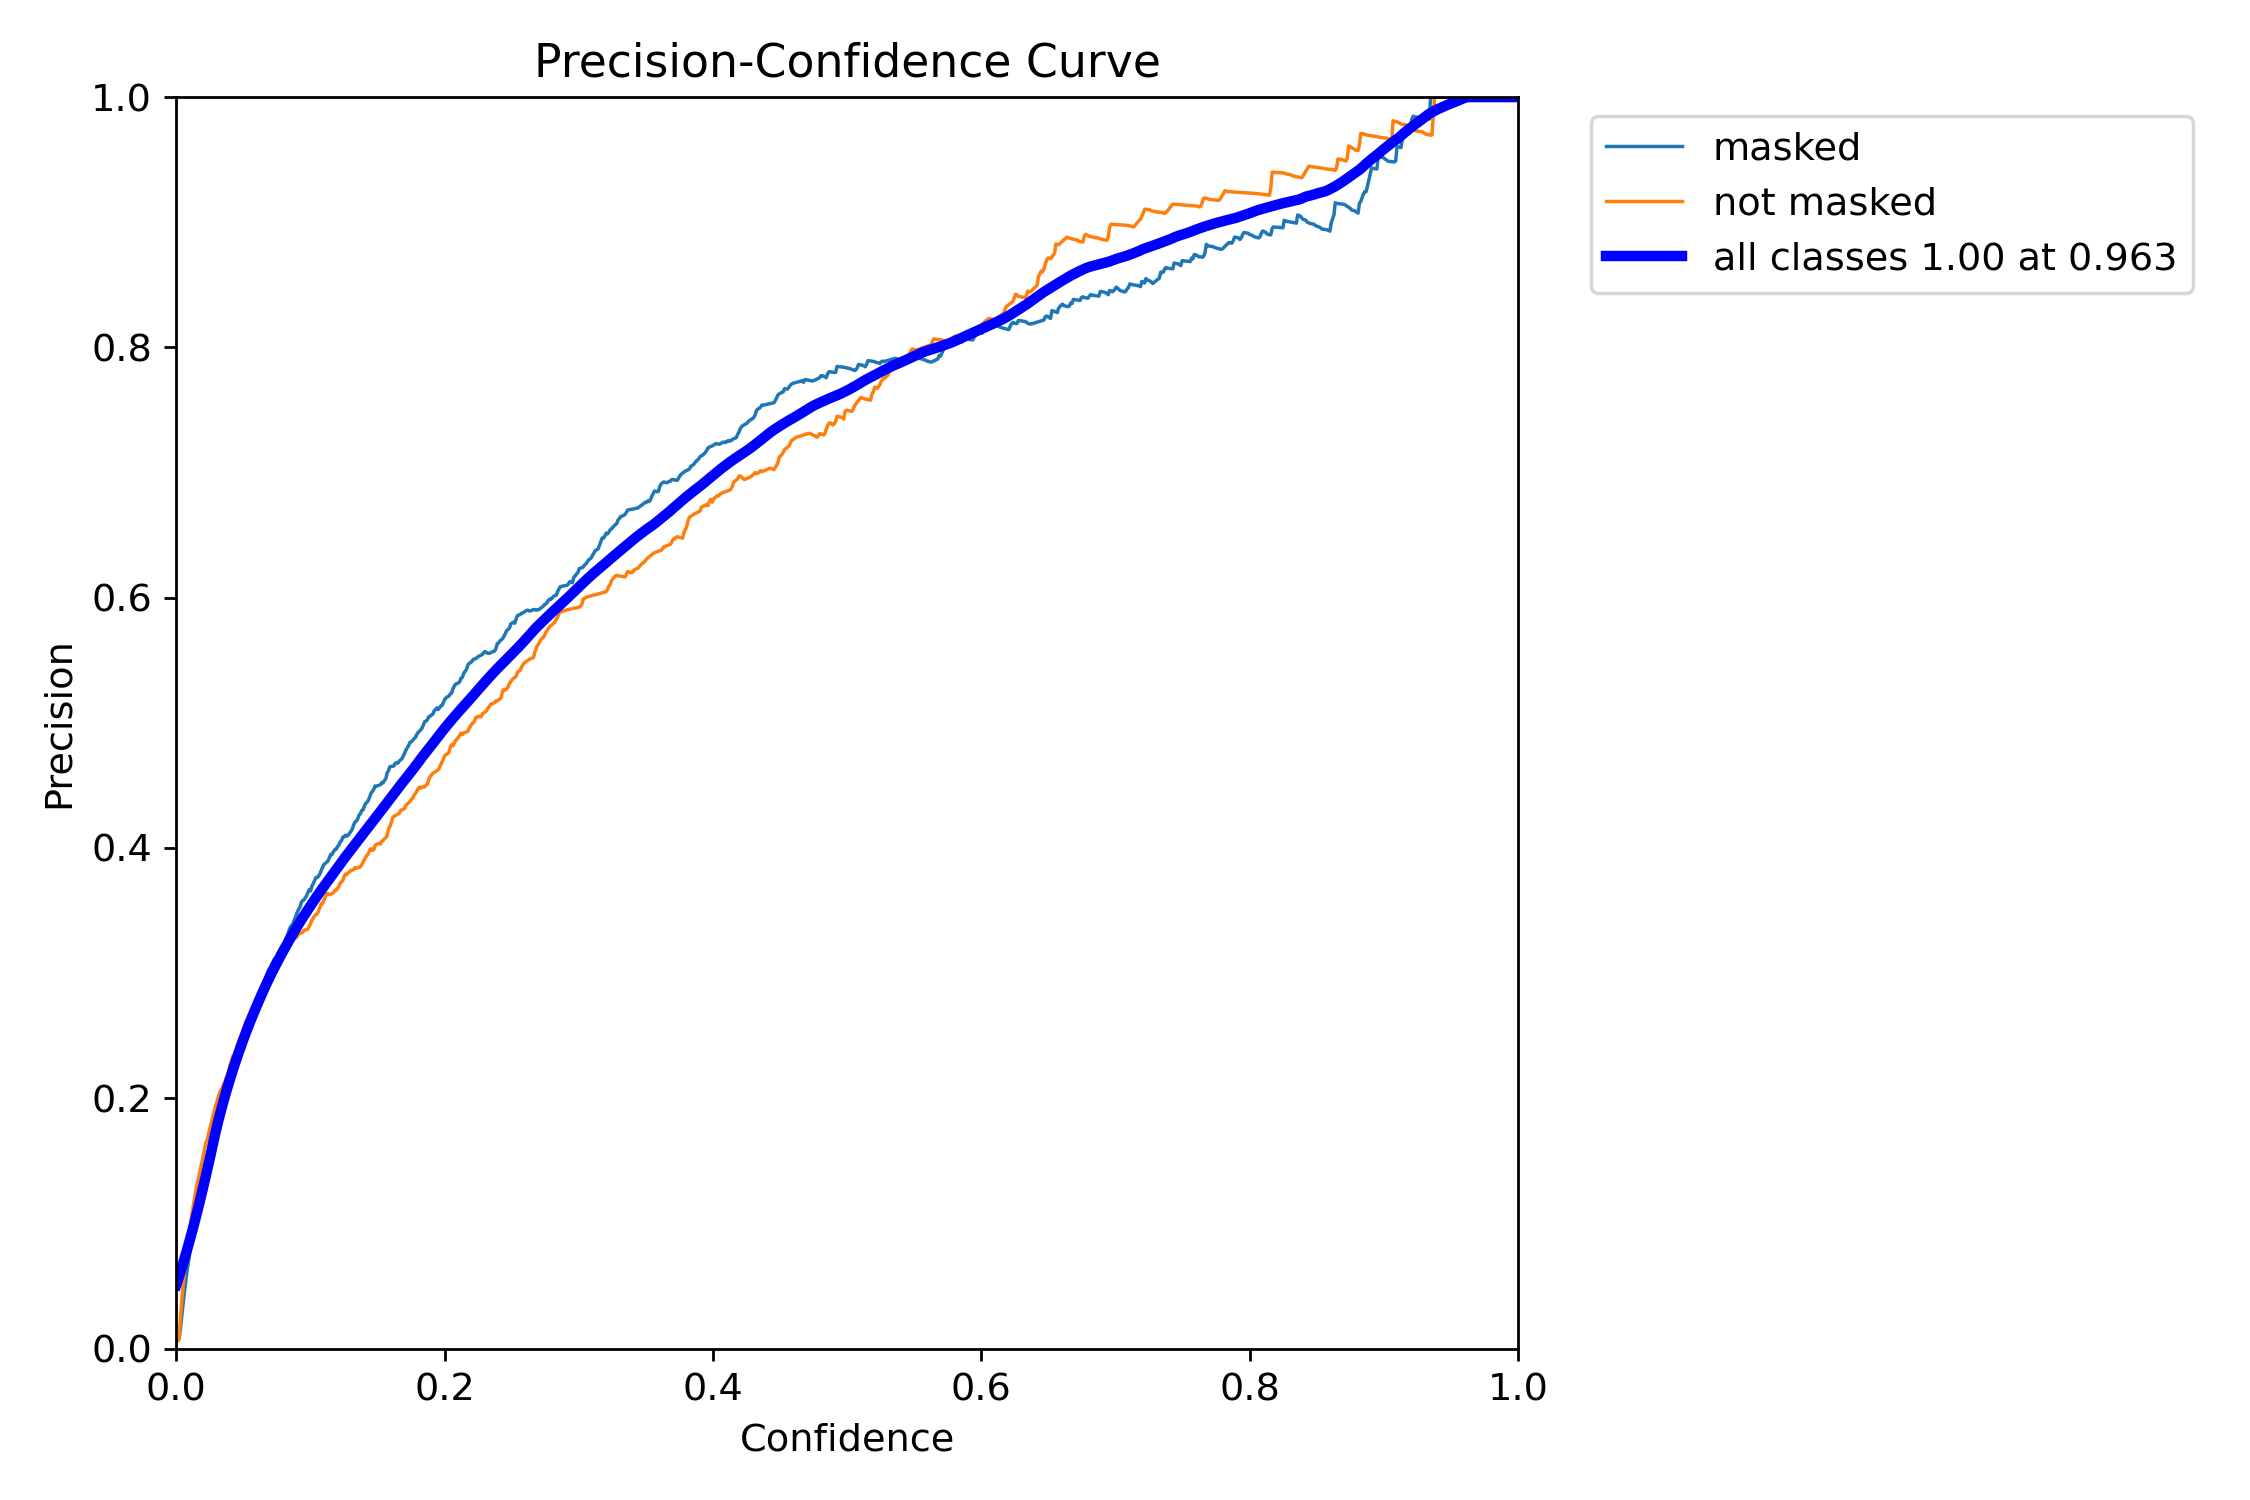 Precision-Confidence Curve
1.0
0.8
0.6
0.4
0.2
0.0
Precision
0.0 0.2 0.4 0.6 0.8 1.0
Confidence
masked
not masked
all classes 1.00 at 0.963